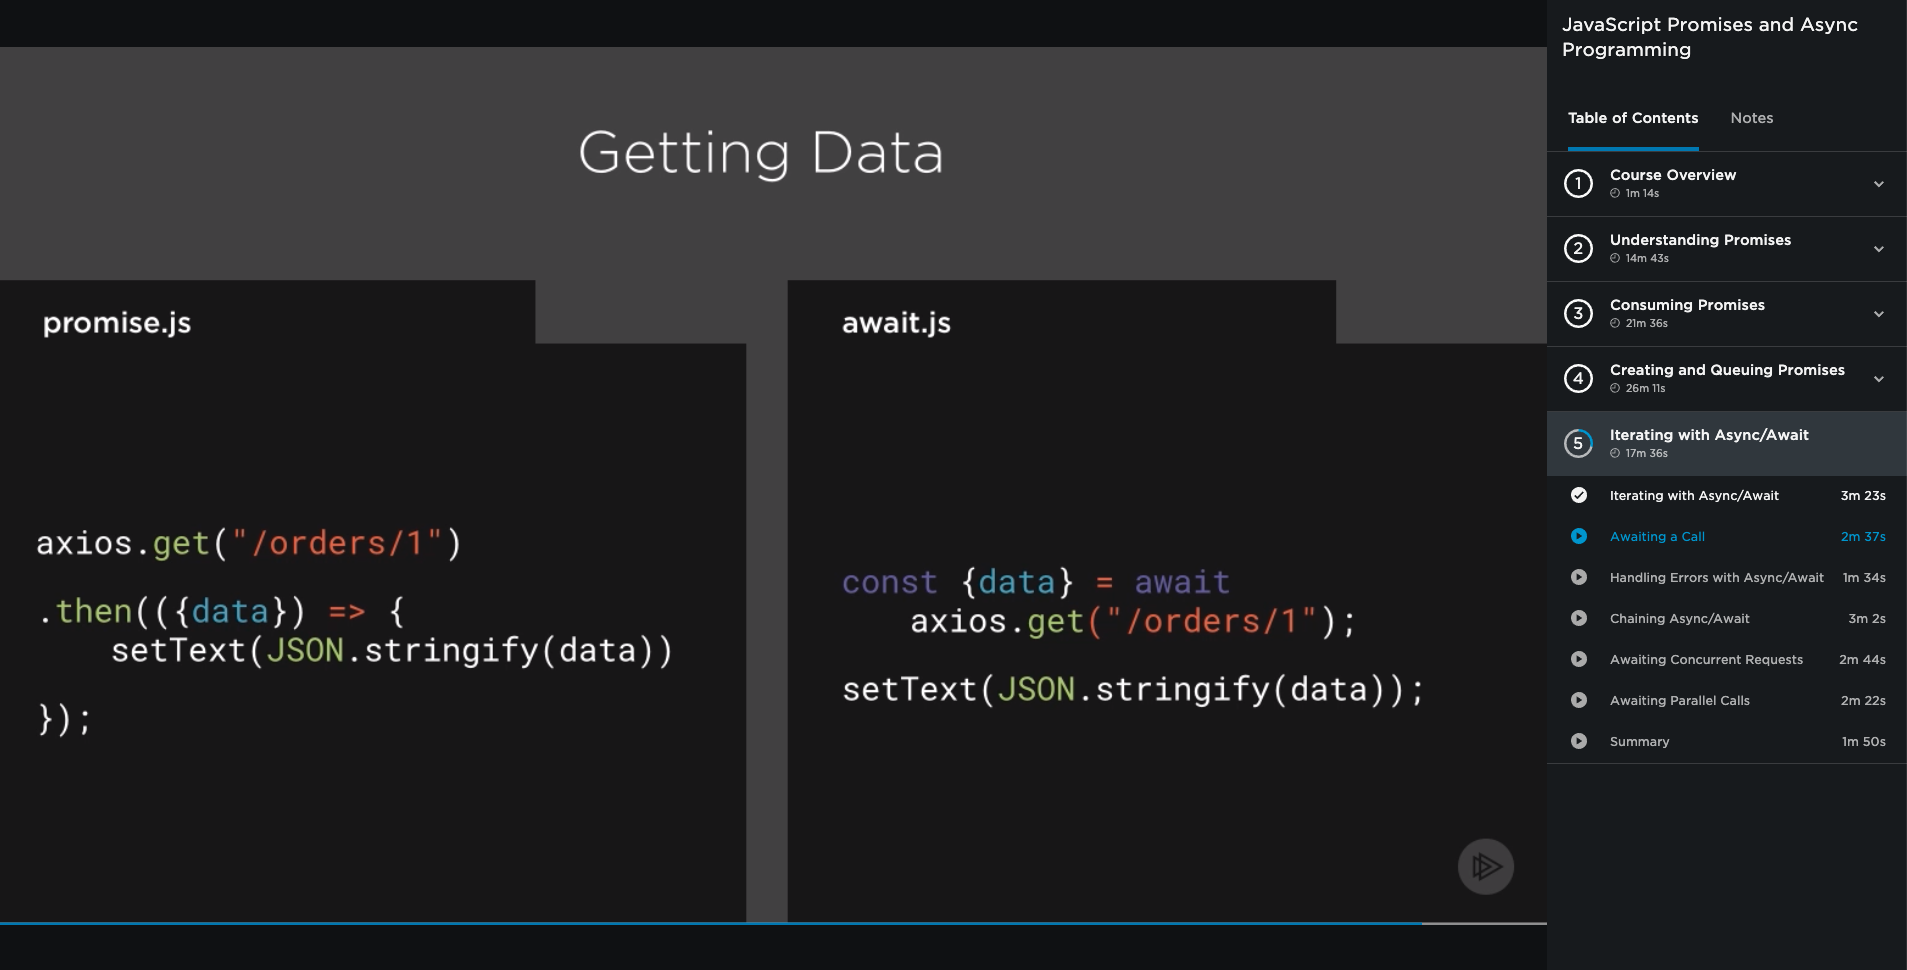 Getting Data
promise.js
axios.get("/orders/1")
.then(({data}) => {
setText(JSON.stringify(data))
});
await.js
const {data} = await
axios.get("/orders/1");
setText(JSON.stringify(data));
JavaScript Promises and Async
Programming
Table of Contents
Notes
1
Course Overview
1m 14s
2
Understanding Promises
14m 43s
3
Consuming Promises
21m 36s
4
Creating and Queuing Promises
26m 11s
5
Iterating with Async/Await
17m 36s
Iterating with Async/Await 3m 23s
Awaiting a Call 2m 37s
Handling Errors with Async/Await 1m 34s
Chaining Async/Await 3m 2s
Awaiting Concurrent Requests 2m 44s
Awaiting Parallel Calls 2m 22s
Summary 1m 50s